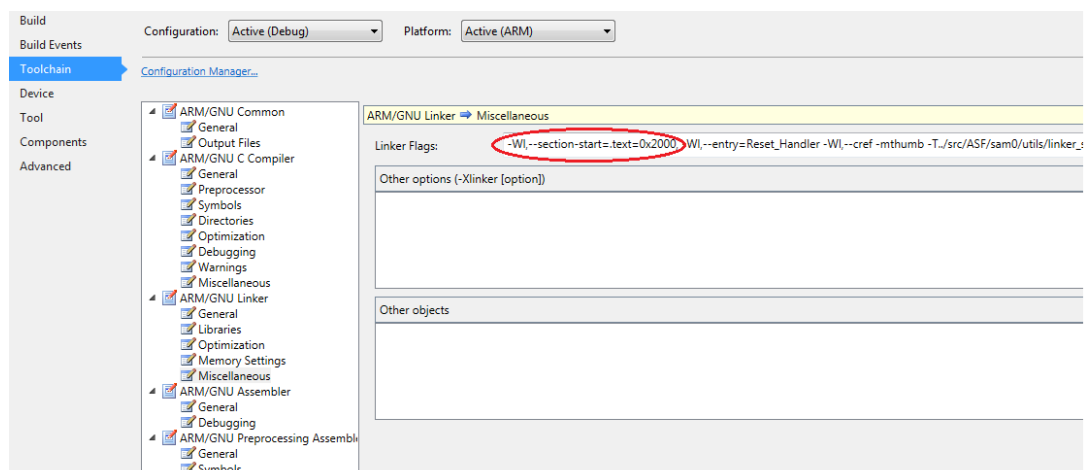 Build
Build Events
Toolchain
Device
Tool
Components
Advanced
Configuration: Active (Debug) Platform: Active (ARM)
Configuration Manager...
ARM/GNU Common
General
Output Files
ARM/GNU C Compiler
General
Preprocessor
Symbols
Directories
Optimization
Debugging
Warnings
Miscellaneous
ARM/GNU Linker
General
Libraries
Optimization
Memory Settings
Miscellaneous
ARM/GNU Assembler
General
Debugging
ARM/GNU Preprocessing Assembl
General
Symbols
ARM/GNU Linker ➡ Miscellaneous
Linker Flags: -Wl,--section-start=.text=0x2000, -Wl,--entry=Reset_Handler -Wl,--cref -mthumb -T../src/ASF/sam0/utils/linker_s
Other options (-Xlinker [option])
Other objects